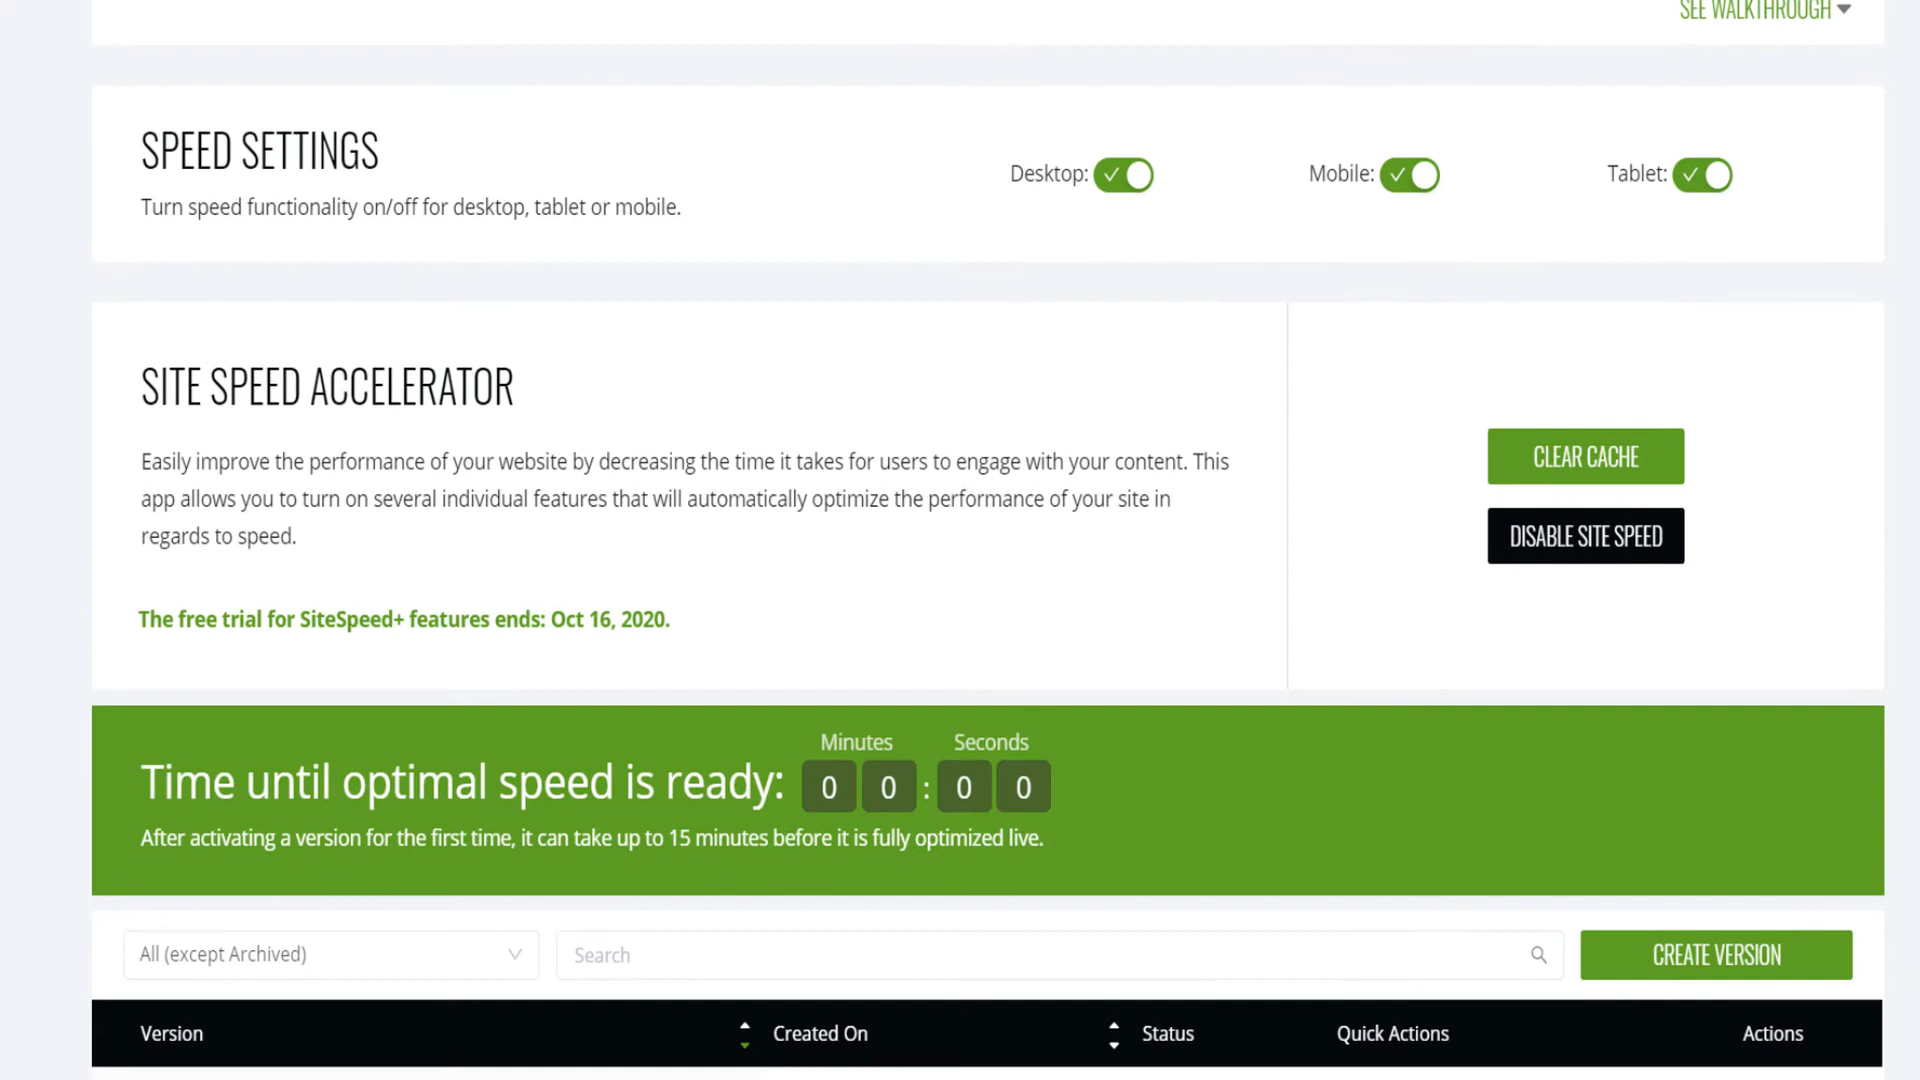 SEE WALKTHROUGH
SPEED SETTINGS
Turn speed functionality on/off for desktop, tablet or mobile.
Desktop:
Mobile:
Tablet:
SITE SPEED ACCELERATOR
Easily improve the performance of your website by decreasing the time it takes for users to engage with your content. This
app allows you to turn on several individual features that will automatically optimize the performance of your site in
regards to speed.
The free trial for SiteSpeed+ features ends: Oct 16, 2020.
CLEAR CACHE
DISABLE SITE SPEED
Minutes Seconds
Time until optimal speed is ready: 0 0 : 0 0
After activating a version for the first time, it can take up to 15 minutes before it is fully optimized live.
All (except Archived) Search CREATE VERSION
Version Created On Status Quick Actions Actions